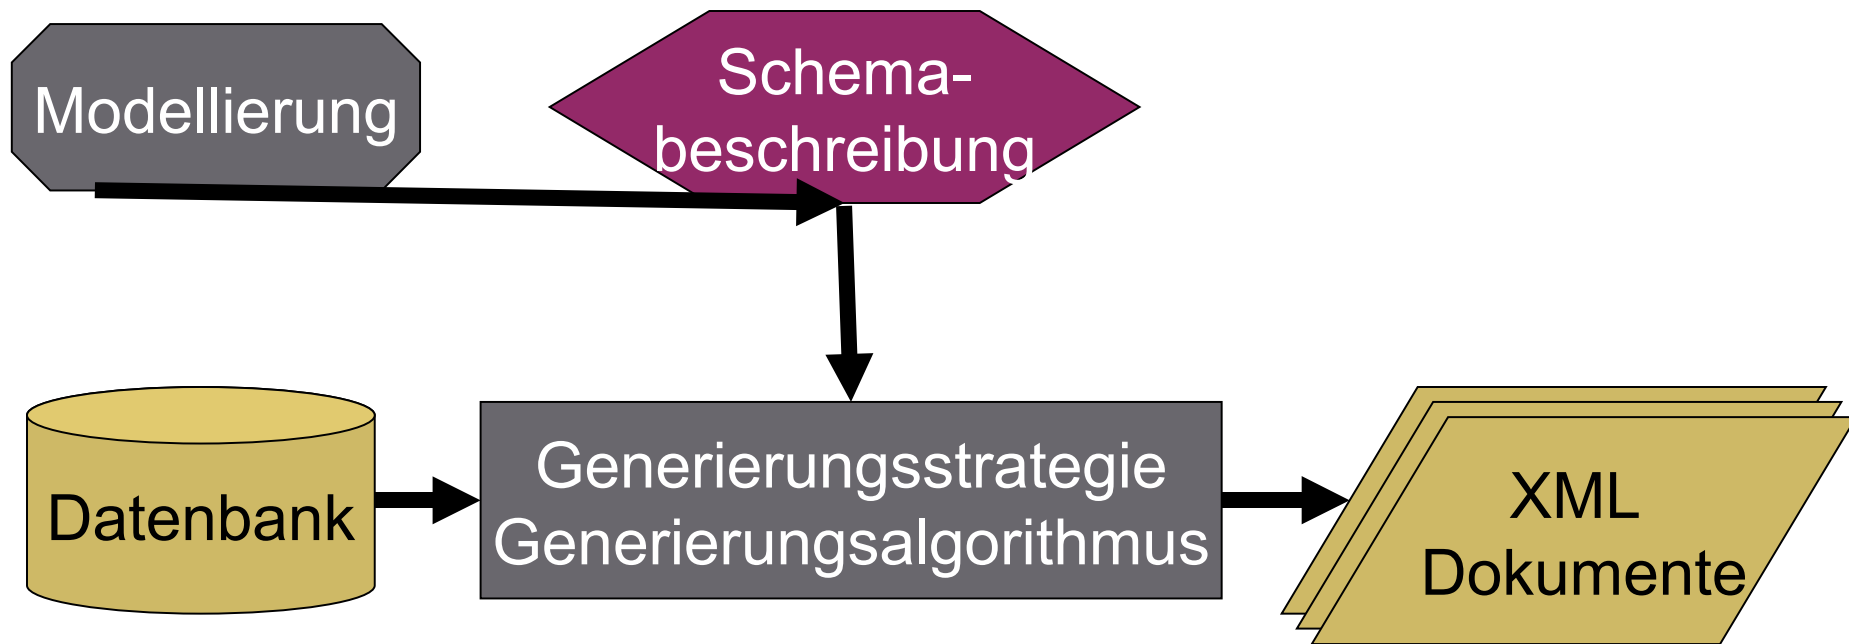 Modellierung
Schema-
beschreibung
Datenbank
Generierungsstrategie
Generierungsalgorithmus
XML
Dokumente